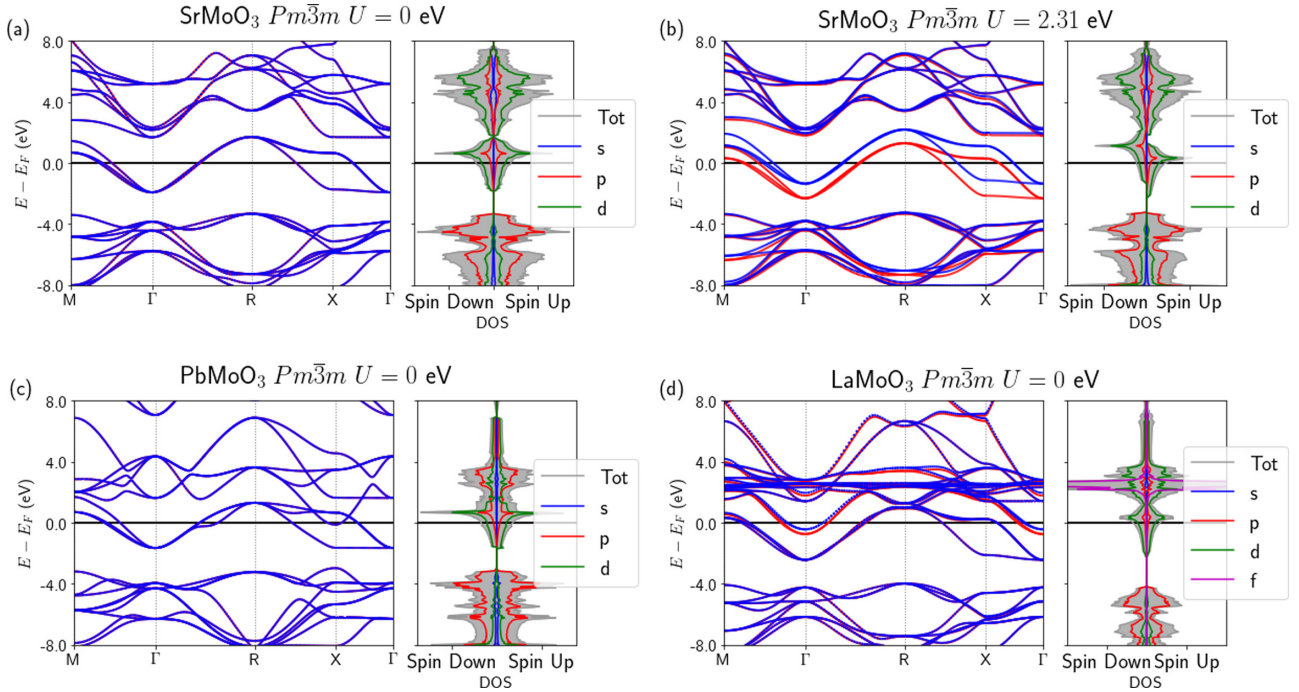 (a)
SrMoO₃ Pm3̅m U = 0 eV
8.0
4.0
0.0
-4.0
-8.0
E − E_F (eV)
M Γ R X Γ
Tot
s
p
d
Spin Down Spin Up
DOS
(b)
SrMoO₃ Pm3̅m U = 2.31 eV
8.0
4.0
0.0
-4.0
-8.0
E − E_F (eV)
M Γ R X Γ
Tot
s
p
d
Spin Down Spin Up
DOS
(c)
PbMoO₃ Pm3̅m U = 0 eV
8.0
4.0
0.0
-4.0
-8.0
E − E_F (eV)
M Γ R X Γ
Tot
s
p
d
Spin Down Spin Up
DOS
(d)
LaMoO₃ Pm3̅m U = 0 eV
8.0
4.0
0.0
-4.0
-8.0
E − E_F (eV)
M Γ R X Γ
Tot
s
p
d
f
Spin Down Spin Up
DOS